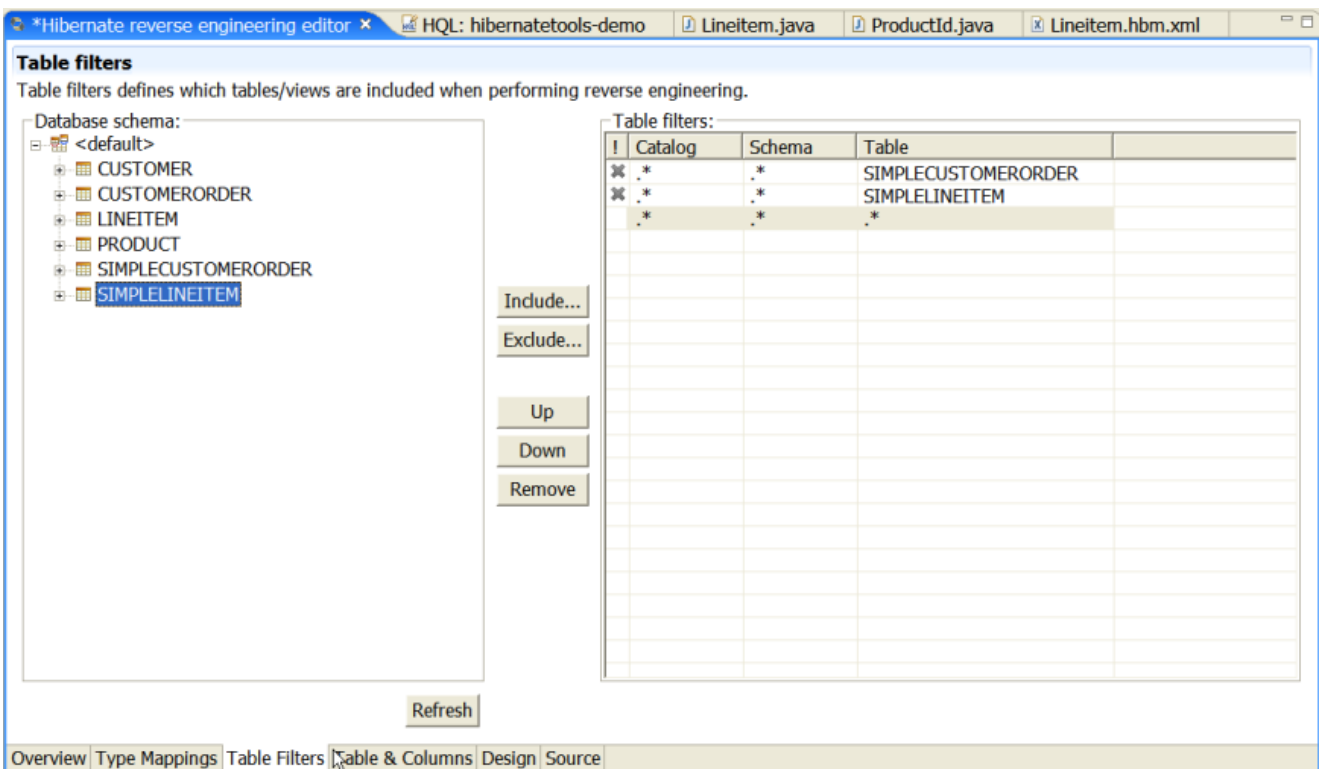 *Hibernate reverse engineering editor HQL: hibernatetools-demo Lineitem.java ProductId.java Lineitem.hbm.xml
Table filters
Table filters defines which tables/views are included when performing reverse engineering.
Database schema:
<default>
CUSTOMER
CUSTOMERORDER
LINEITEM
PRODUCT
SIMPLECUSTOMERORDER
SIMPLELINEITEM
Include...
Exclude...
Up
Down
Remove
Table filters:
! Catalog Schema Table
.* .* SIMPLECUSTOMERORDER
.* .* SIMPLELINEITEM
.* .* .*
Refresh
Overview Type Mappings Table Filters Table & Columns Design Source